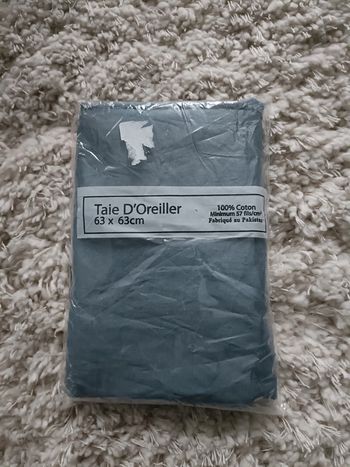 Taie D'Oreiller
63 x 63cm
100% Coton
Minimum 57 fils/cm²
Fabriqué au Pakistan